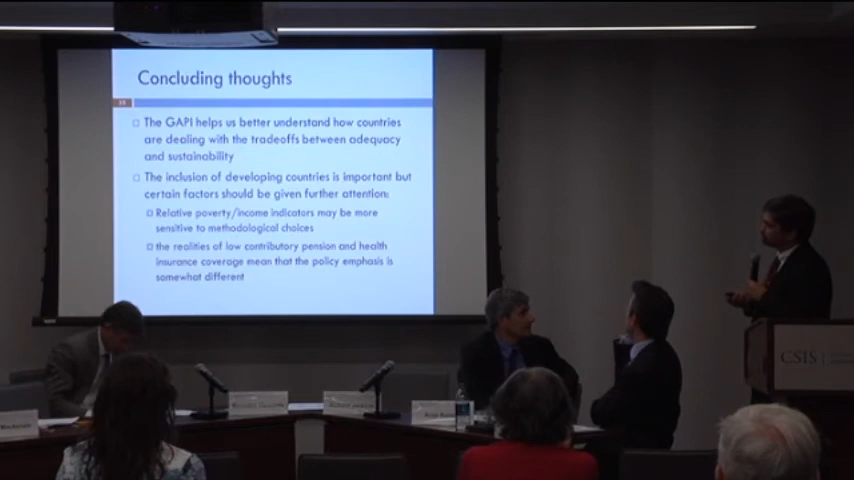 Concluding thoughts
The GAPI helps us better understand how countries
are dealing with the tradeoffs between adequacy
and sustainability
The inclusion of developing countries is important but
certain factors should be given further attention:
Relative poverty/income indicators may be more
sensitive to methodological choices
the realities of low contributory pension and health
insurance coverage mean that the policy emphasis is
somewhat different
CSIS